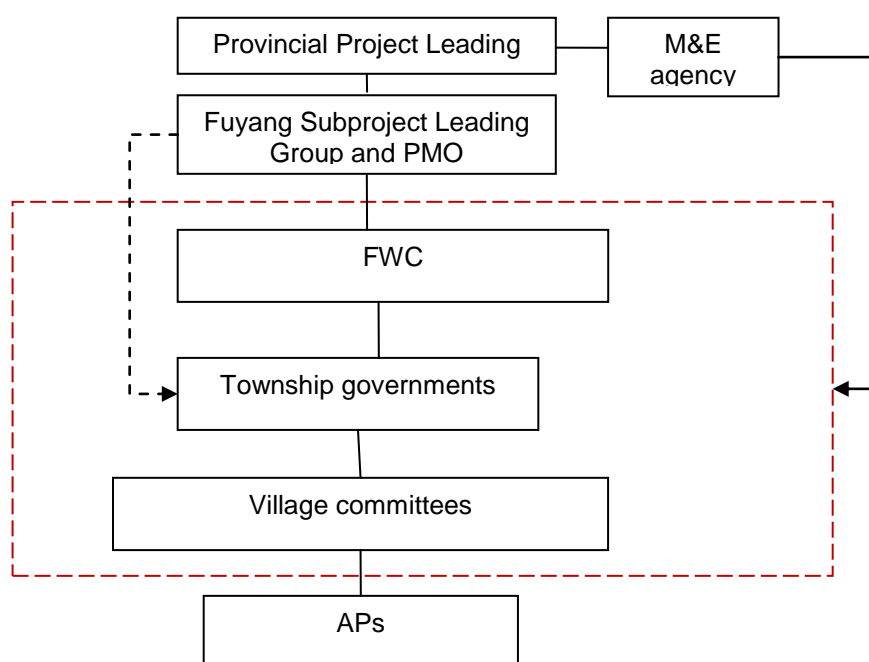 Provincial Project Leading
M&E
agency
Fuyang Subproject Leading
Group and PMO
FWC
Township governments
Village committees
APs